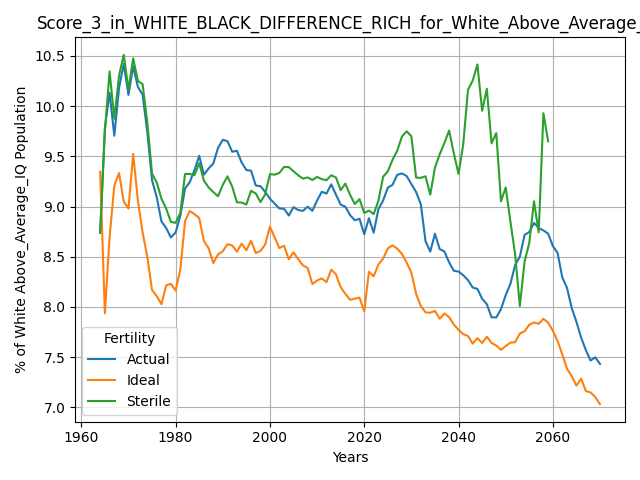 Score_3_in_WHITE_BLACK_DIFFERENCE_RICH_for_White_Above_Average_
% of White Above_Average_IQ Population
10.5
10.0
9.5
9.0
8.5
8.0
7.5
7.0
Fertility
Actual
Ideal
Sterile
1960
1980
2000
2020
2040
2060
Years